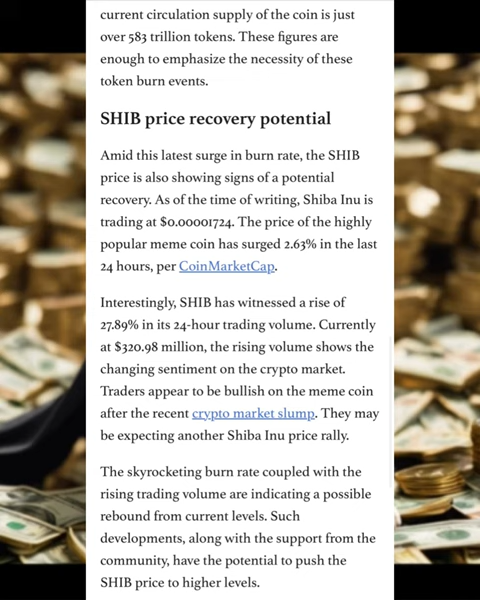 current circulation supply of the coin is just
over 583 trillion tokens. These figures are
enough to emphasize the necessity of these
token burn events.
SHIB price recovery potential
Amid this latest surge in burn rate, the SHIB
price is also showing signs of a potential
recovery. As of the time of writing, Shiba Inu is
trading at $0.00001724. The price of the highly
popular meme coin has surged 2.63% in the last
24 hours, per CoinMarketCap.
Interestingly, SHIB has witnessed a rise of
27.89% in its 24-hour trading volume. Currently
at $320.98 million, the rising volume shows the
changing sentiment on the crypto market.
Traders appear to be bullish on the meme coin
after the recent crypto market slump. They may
be expecting another Shiba Inu price rally.
The skyrocketing burn rate coupled with the
rising trading volume are indicating a possible
rebound from current levels. Such
developments, along with the support from the
community, have the potential to push the
SHIB price to higher levels.